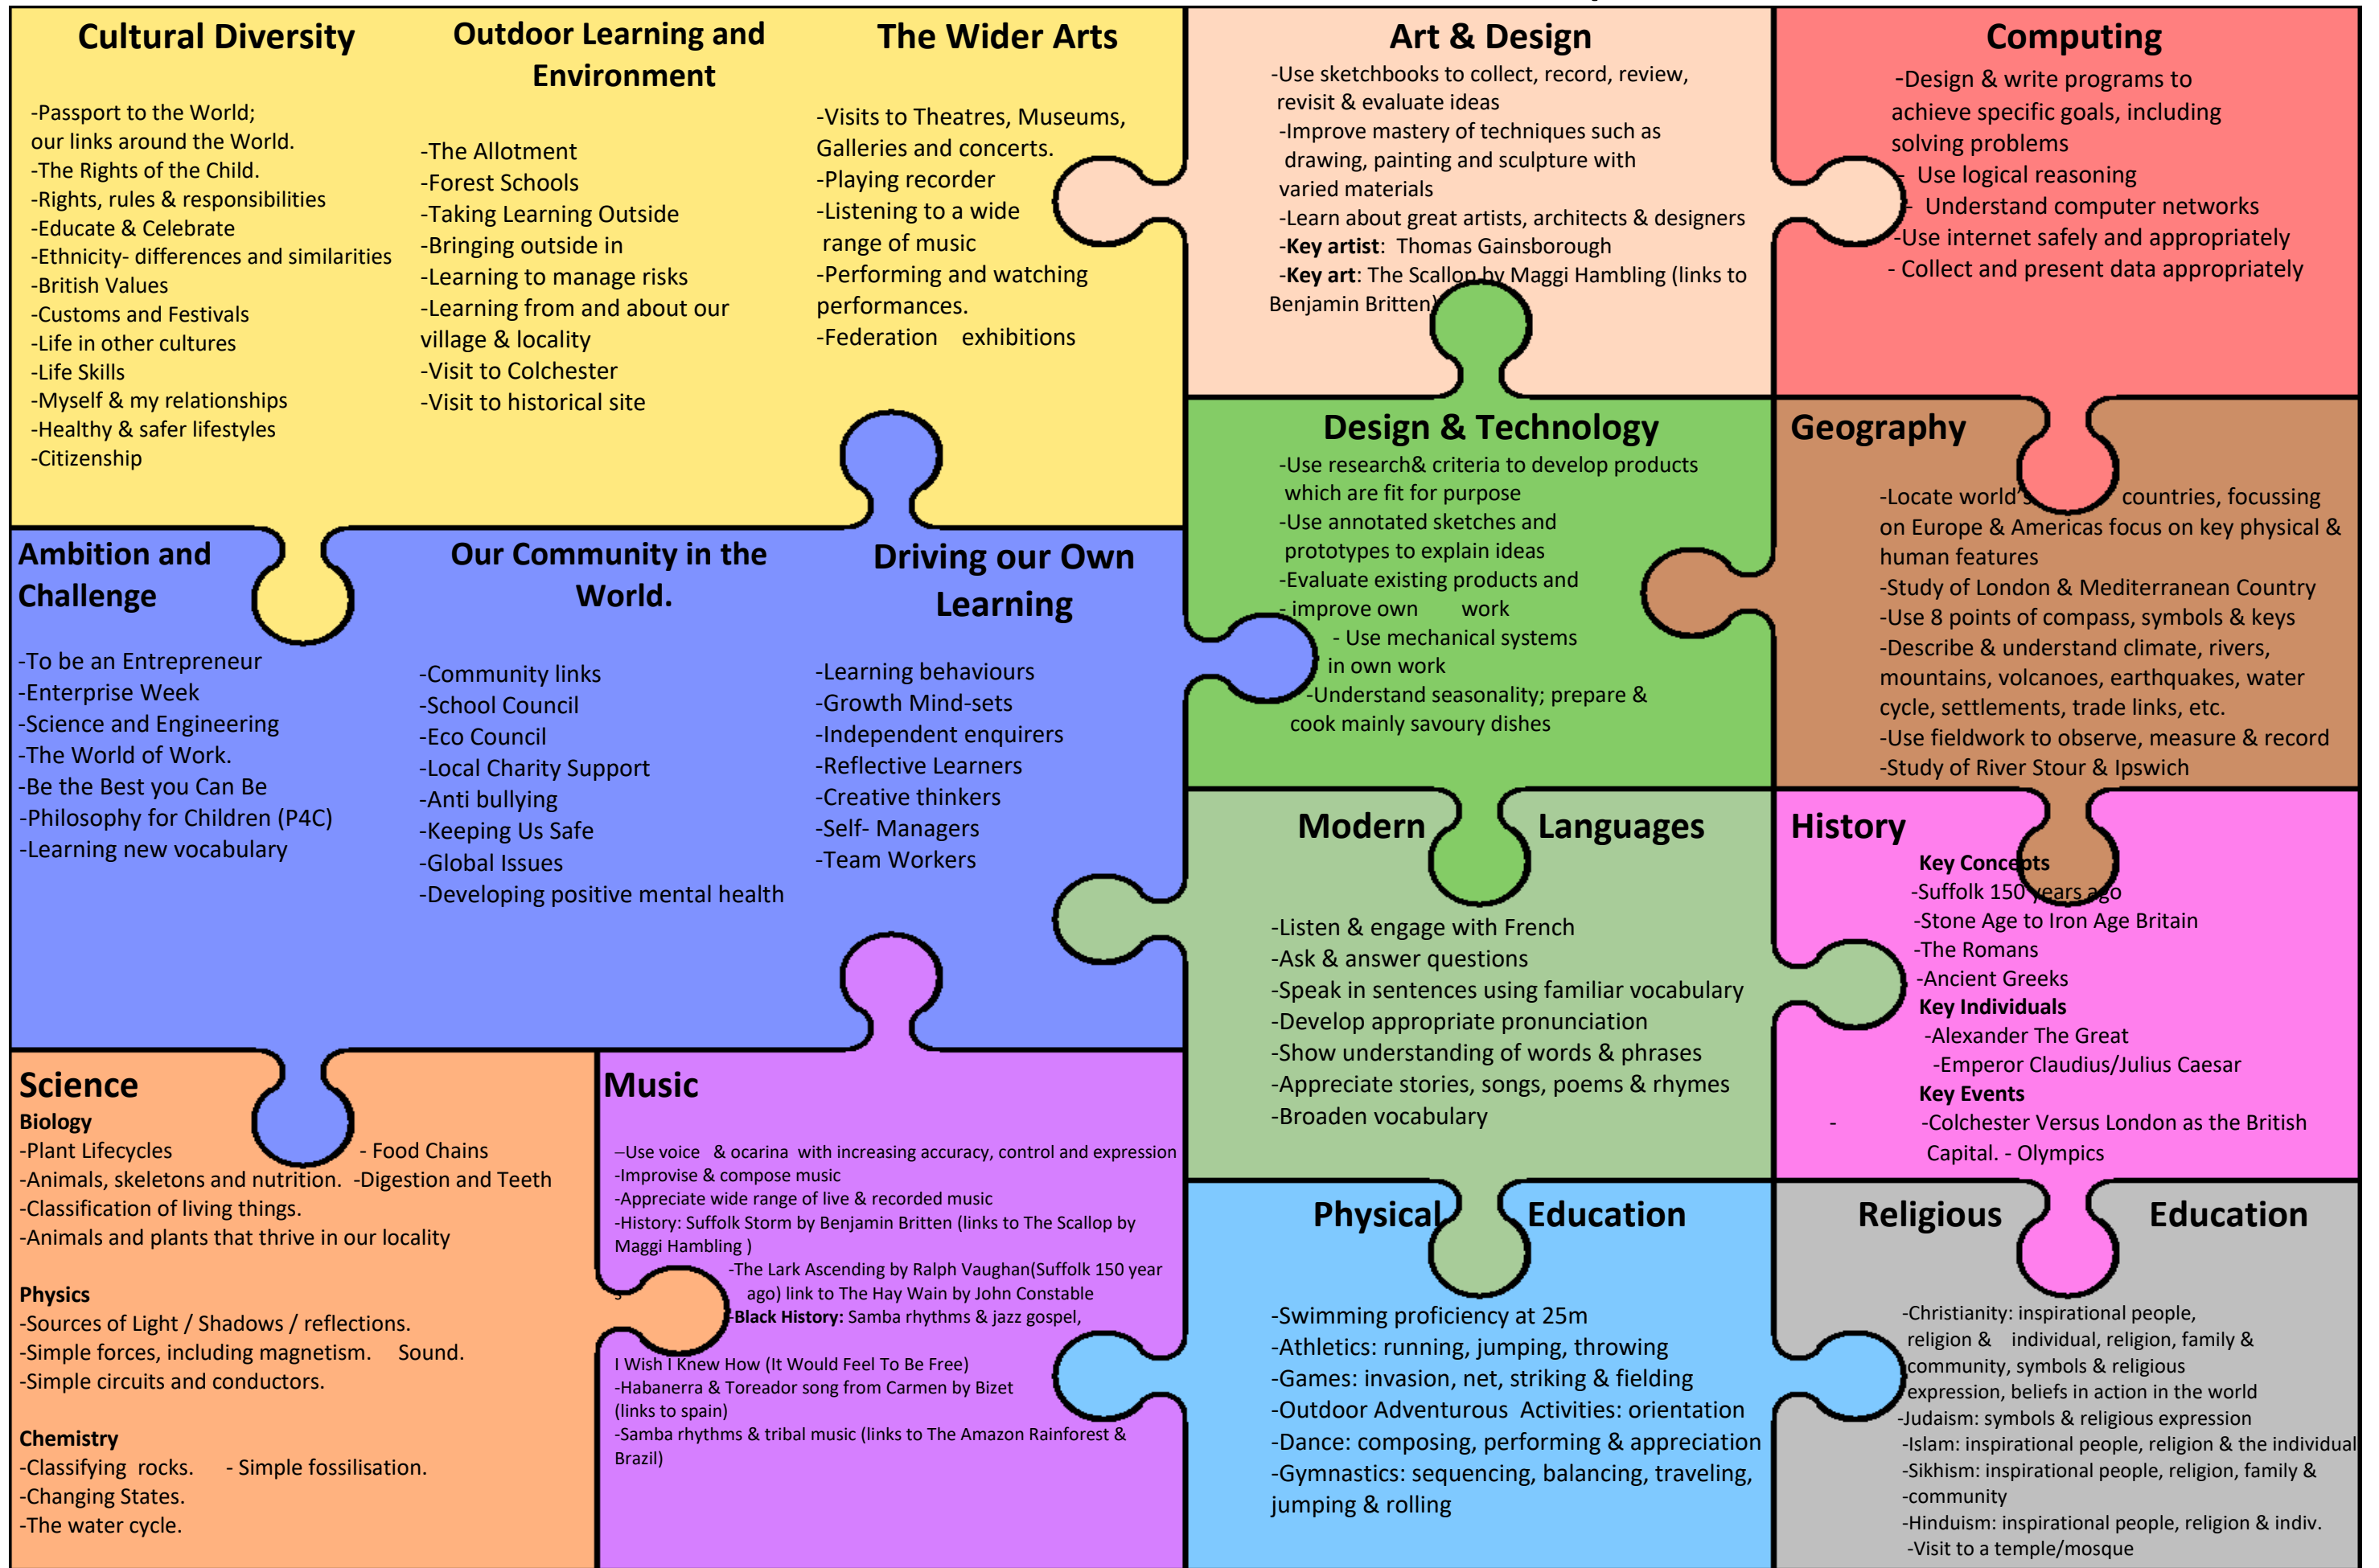 Cultural Diversity
-Passport to the World;
our links around the World.
-The Rights of the Child.
-Rights, rules & responsibilities
-Educate & Celebrate
-Ethnicity- differences and similarities
-British Values
-Customs and Festivals
-Life in other cultures
-Life Skills
-Myself & my relationships
-Healthy & safer lifestyles
-Citizenship
Outdoor Learning and
Environment
-The Allotment
-Forest Schools
-Taking Learning Outside
-Bringing outside in
-Learning to manage risks
-Learning from and about our
village & locality
-Visit to Colchester
-Visit to historical site
The Wider Arts
-Visits to Theatres, Museums,
Galleries and concerts.
-Playing recorder
-Listening to a wide
range of music
-Performing and watching
performances.
-Federation exhibitions
Art & Design
-Use sketchbooks to collect, record, review,
revisit & evaluate ideas
-Improve mastery of techniques such as
drawing, painting and sculpture with
varied materials
-Learn about great artists, architects & designers
-Key artist: Thomas Gainsborough
-Key art: The Scallop by Maggi Hambling (links to
Benjamin Britten)
Computing
-Design & write programs to
achieve specific goals, including
solving problems
- Use logical reasoning
- Understand computer networks
-Use internet safely and appropriately
- Collect and present data appropriately
Ambition and
Challenge
-To be an Entrepreneur
-Enterprise Week
-Science and Engineering
-The World of Work.
-Be the Best you Can Be
-Philosophy for Children (P4C)
-Learning new vocabulary
Our Community in the
World.
-Community links
-School Council
-Eco Council
-Local Charity Support
-Anti bullying
-Keeping Us Safe
-Global Issues
-Developing positive mental health
Driving our Own
Learning
-Learning behaviours
-Growth Mind-sets
-Independent enquirers
-Reflective Learners
-Creative thinkers
-Self- Managers
-Team Workers
Design & Technology
-Use research& criteria to develop products
which are fit for purpose
-Use annotated sketches and
prototypes to explain ideas
-Evaluate existing products and
- improve own work
- Use mechanical systems
in own work
-Understand seasonality; prepare &
cook mainly savoury dishes
Geography
-Locate world's countries, focussing
on Europe & Americas focus on key physical &
human features
-Study of London & Mediterranean Country
-Use 8 points of compass, symbols & keys
-Describe & understand climate, rivers,
mountains, volcanoes, earthquakes, water
cycle, settlements, trade links, etc.
-Use fieldwork to observe, measure & record
-Study of River Stour & Ipswich
Modern Languages
-Listen & engage with French
-Ask & answer questions
-Speak in sentences using familiar vocabulary
-Develop appropriate pronunciation
-Show understanding of words & phrases
-Appreciate stories, songs, poems & rhymes
-Broaden vocabulary
History
Key Concepts
-Suffolk 150 years ago
-Stone Age to Iron Age Britain
-The Romans
-Ancient Greeks
Key Individuals
-Alexander The Great
-Emperor Claudius/Julius Caesar
Key Events
- -Colchester Versus London as the British
Capital. - Olympics
Science
Biology
-Plant Lifecycles - Food Chains
-Animals, skeletons and nutrition. -Digestion and Teeth
-Classification of living things.
-Animals and plants that thrive in our locality
Physics
-Sources of Light / Shadows / reflections.
-Simple forces, including magnetism. Sound.
-Simple circuits and conductors.
Chemistry
-Classifying rocks. - Simple fossilisation.
-Changing States.
-The water cycle.
Music
–Use voice & ocarina with increasing accuracy, control and expression
-Improvise & compose music
-Appreciate wide range of live & recorded music
-History: Suffolk Storm by Benjamin Britten (links to The Scallop by
Maggi Hambling )
-The Lark Ascending by Ralph Vaughan(Suffolk 150 year
s ago) link to The Hay Wain by John Constable
-Black History: Samba rhythms & jazz gospel,
I Wish I Knew How (It Would Feel To Be Free)
-Habanerra & Toreador song from Carmen by Bizet
(links to spain)
-Samba rhythms & tribal music (links to The Amazon Rainforest &
Brazil)
Physical Education
-Swimming proficiency at 25m
-Athletics: running, jumping, throwing
-Games: invasion, net, striking & fielding
-Outdoor Adventurous Activities: orientation
-Dance: composing, performing & appreciation
-Gymnastics: sequencing, balancing, traveling,
jumping & rolling
Religious Education
-Christianity: inspirational people,
religion & individual, religion, family &
community, symbols & religious
expression, beliefs in action in the world
-Judaism: symbols & religious expression
-Islam: inspirational people, religion & the individual
-Sikhism: inspirational people, religion, family &
-community
-Hinduism: inspirational people, religion & indiv.
-Visit to a temple/mosque